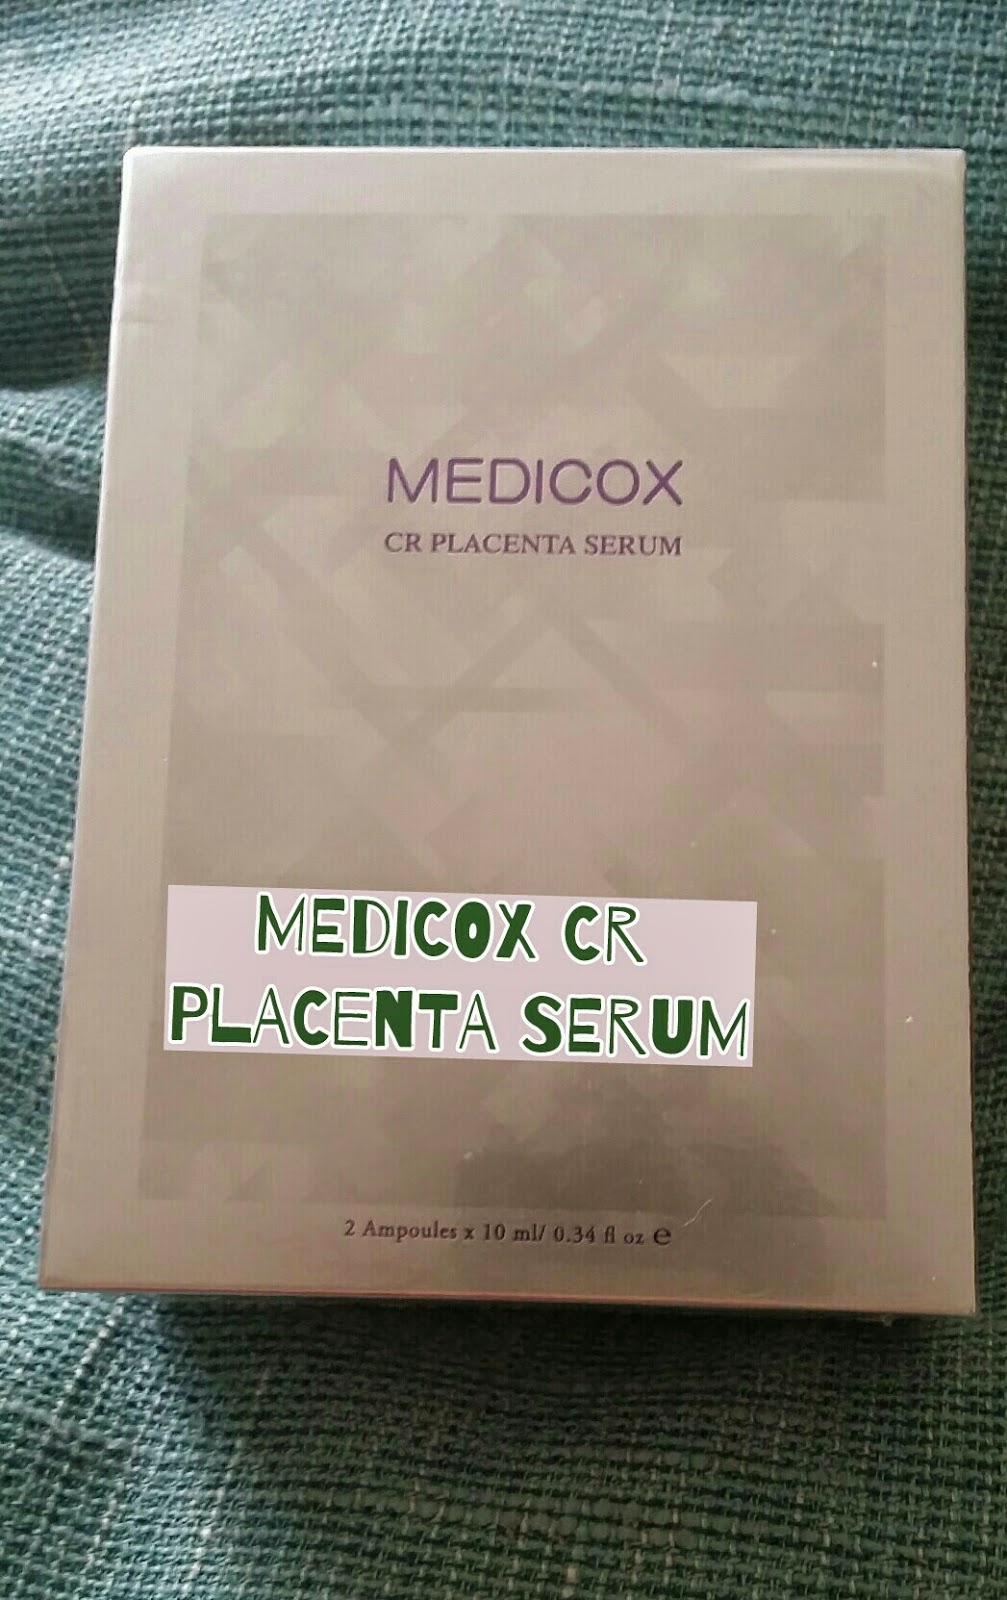 MEDICOX
CR PLACENTA SERUM
MEDICOX CR
PLACENTA SERUM
2 Ampoules x 10 ml/ 0.34 fl oz ℮